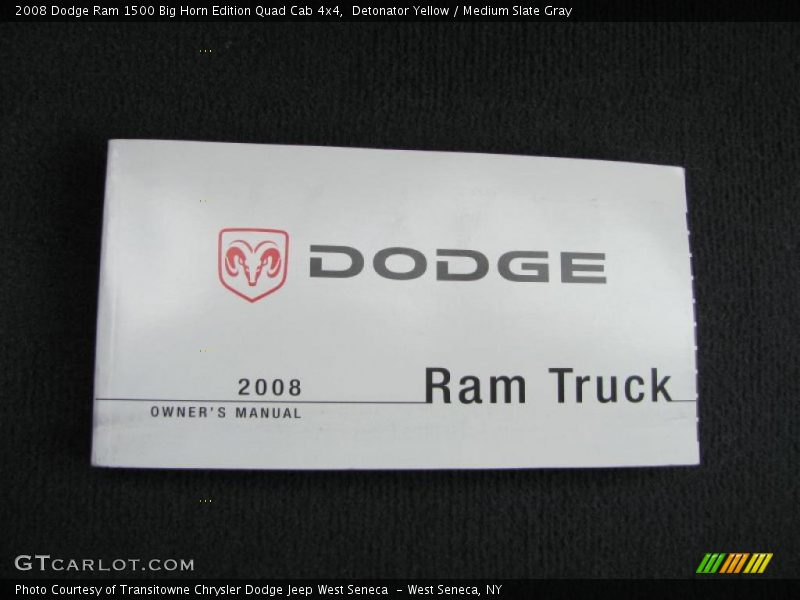 2008 Dodge Ram 1500 Big Horn Edition Quad Cab 4x4,  Detonator Yellow / Medium Slate Gray
DODGE
2008
Ram Truck
OWNER'S MANUAL
GTCARLOT.COM
Photo Courtesy of Transitowne Chrysler Dodge Jeep West Seneca  - West Seneca, NY